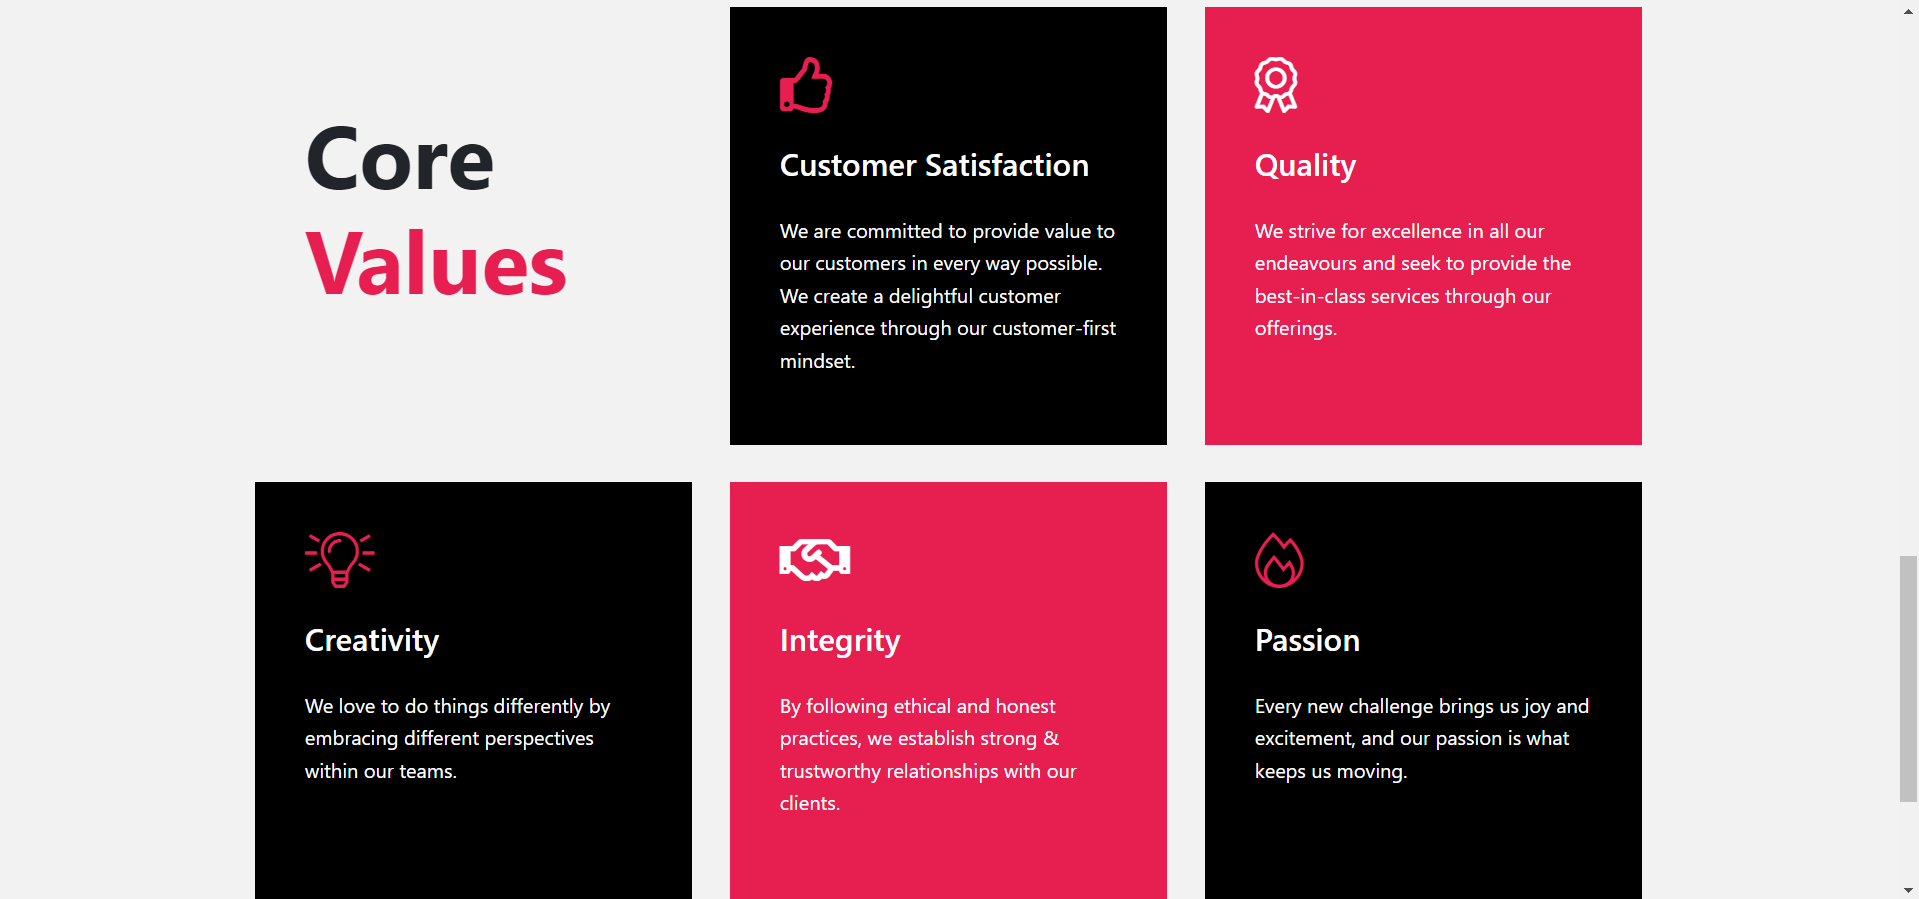 Core
Values
Customer Satisfaction
We are committed to provide value to
our customers in every way possible.
We create a delightful customer
experience through our customer-first
mindset.
Quality
We strive for excellence in all our
endeavours and seek to provide the
best-in-class services through our
offerings.
Creativity
We love to do things differently by
embracing different perspectives
within our teams.
Integrity
By following ethical and honest
practices, we establish strong &
trustworthy relationships with our
clients.
Passion
Every new challenge brings us joy and
excitement, and our passion is what
keeps us moving.